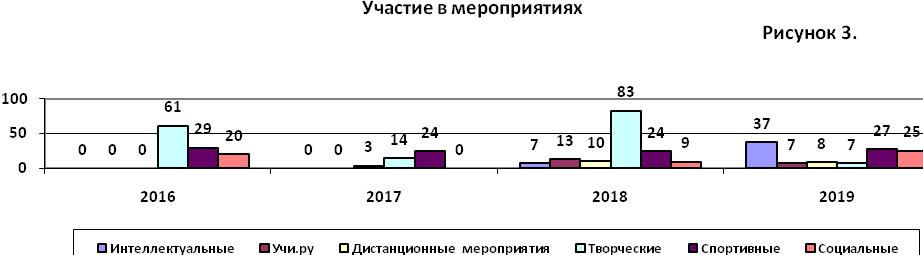 Участие в мероприятиях
Рисунок 3.
100
50
0
0 0 0 61 29 20
0 0 3 14 24 0
7 13 10 83 24 9
37 7 8 7 27 25
2016 2017 2018 2019
Интеллектуальные Учи.ру Дистанционные мероприятия Творческие Спортивные Социальные